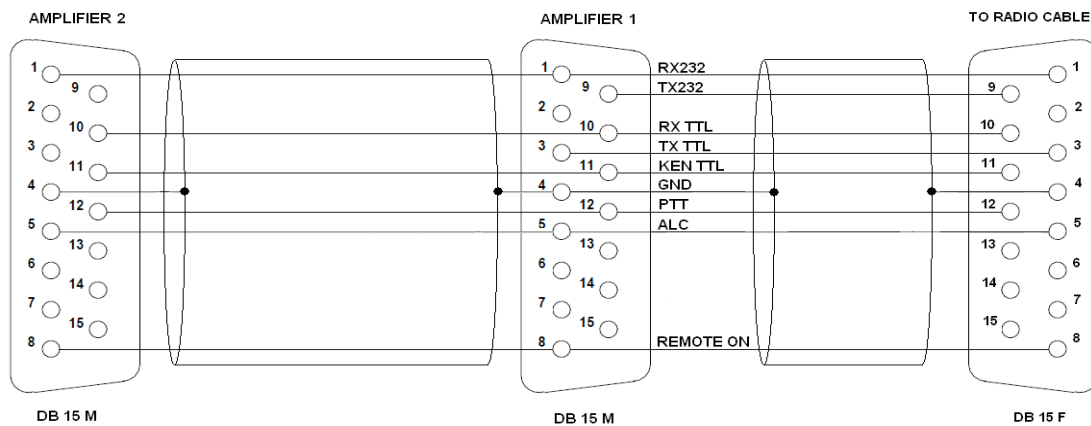 AMPLIFIER 2 AMPLIFIER 1 TO RADIO CABLE
1 1 RX232 1
9 9 TX232 9
2 2 2
10 10 RX TTL 10
3 3 TX TTL 3
11 11 KEN TTL 11
4 4 GND 4
12 12 PTT 12
5 5 ALC 5
13 13 13
6 6 6
14 14 14
7 7 7
15 15 15
8 8 REMOTE ON 8
DB 15 M DB 15 M DB 15 F